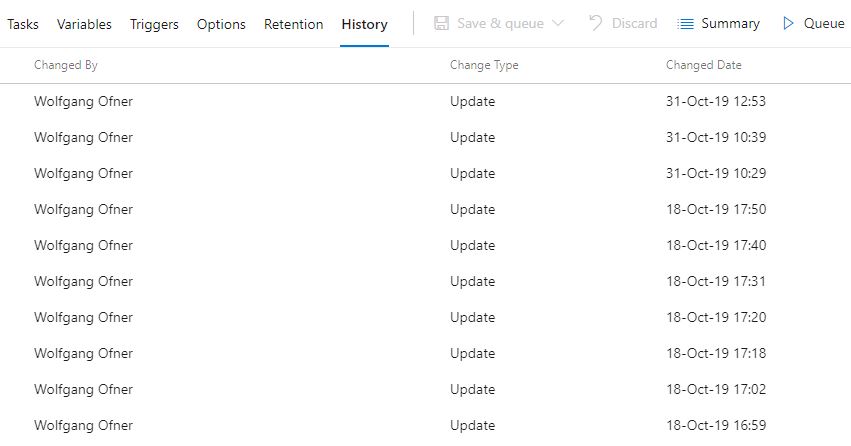 Tasks Variables Triggers Options Retention History Save & queue Discard Summary Queue
Changed By Change Type Changed Date
Wolfgang Ofner Update 31-Oct-19 12:53
Wolfgang Ofner Update 31-Oct-19 10:39
Wolfgang Ofner Update 31-Oct-19 10:29
Wolfgang Ofner Update 18-Oct-19 17:50
Wolfgang Ofner Update 18-Oct-19 17:40
Wolfgang Ofner Update 18-Oct-19 17:31
Wolfgang Ofner Update 18-Oct-19 17:20
Wolfgang Ofner Update 18-Oct-19 17:18
Wolfgang Ofner Update 18-Oct-19 17:02
Wolfgang Ofner Update 18-Oct-19 16:59